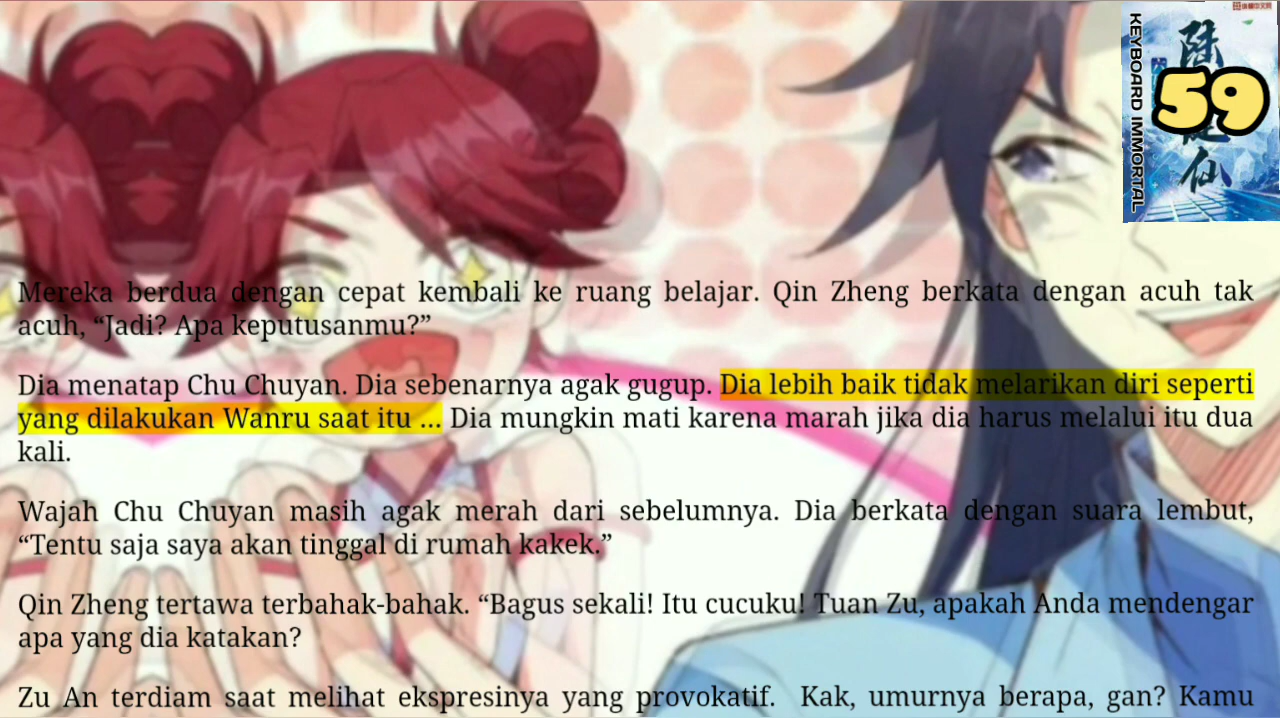 KEYBOARD IMMORTAL
59
仙
Mereka berdua dengan cepat kembali ke ruang belajar. Qin Zheng berkata dengan acuh tak
acuh, “Jadi? Apa keputusanmu?”
Dia menatap Chu Chuyan. Dia sebenarnya agak gugup. Dia lebih baik tidak melarikan diri seperti
yang dilakukan Wanru saat itu ... Dia mungkin mati karena marah jika dia harus melalui itu dua
kali.
Wajah Chu Chuyan masih agak merah dari sebelumnya. Dia berkata dengan suara lembut,
“Tentu saja saya akan tinggal di rumah kakek.”
Qin Zheng tertawa terbahak-bahak. “Bagus sekali! Itu cucuku! Tuan Zu, apakah Anda mendengar
apa yang dia katakan?
Zu An terdiam saat melihat ekspresinya yang provokatif. Kak, umurnya berapa, gan? Kamu